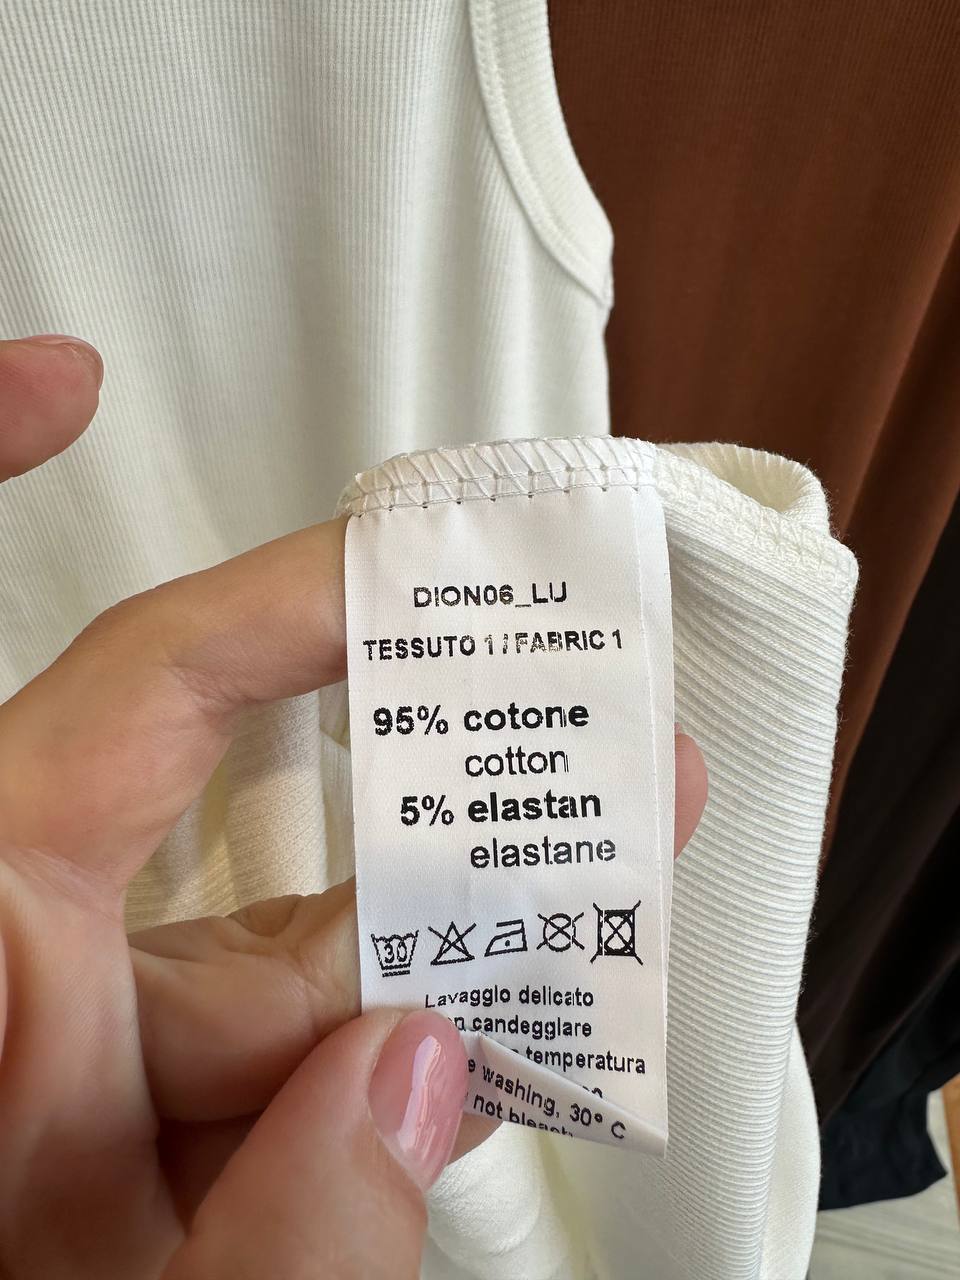 DION06_LU
TESSUTO 1 / FABRIC 1
95% cotone
cotton
5% elastan
elastane
30
Lavaggio delicato
candeggiare
temperatura
washing, 30° C
not bleach